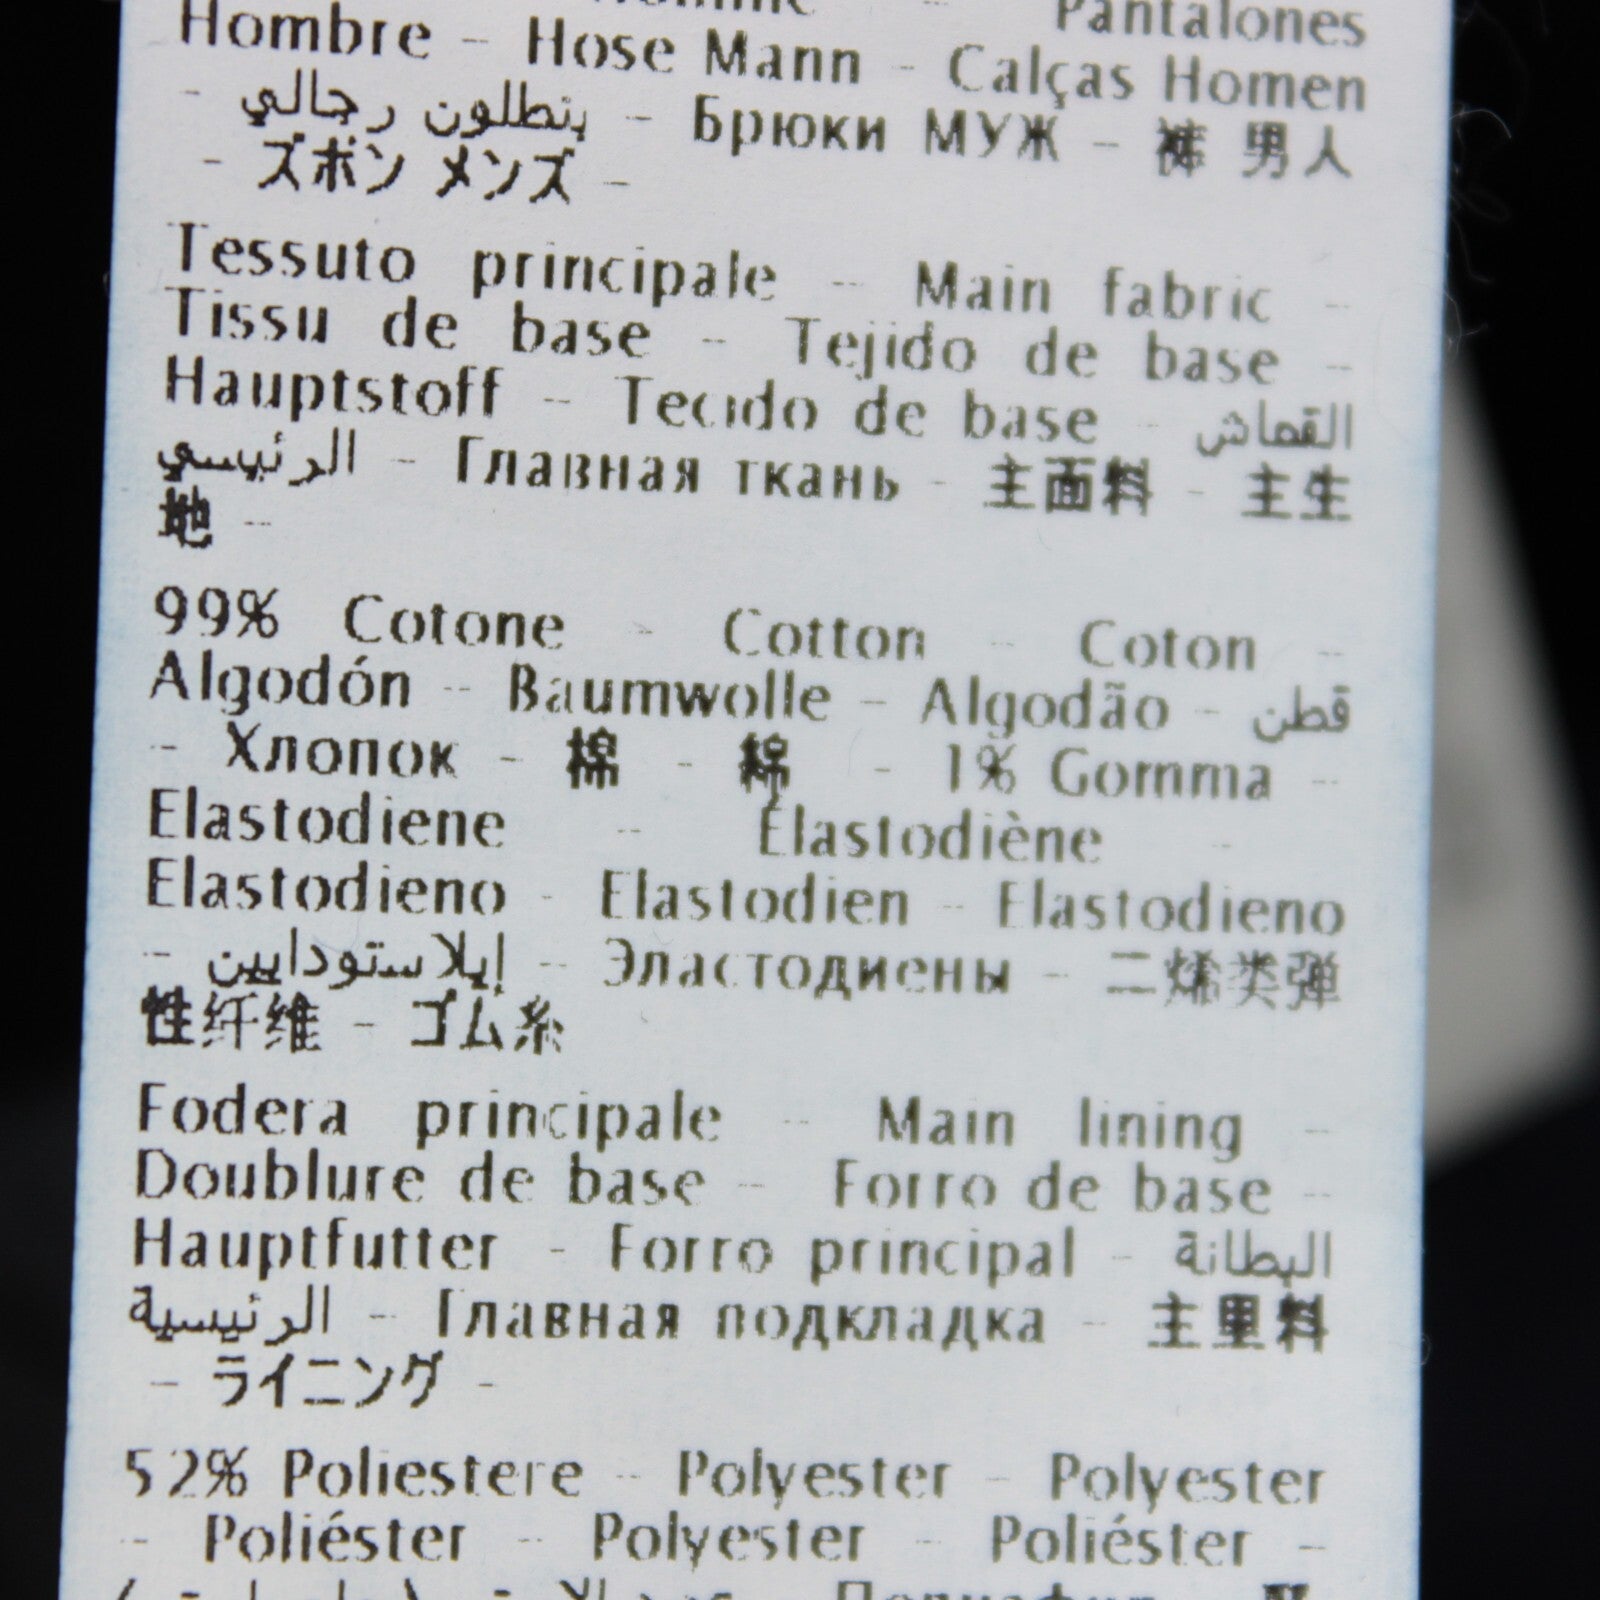 Pantalones
Hombre - Hose Mann - Calças Homen
- بنطلون رجالي - Брюки МУЖ - 裤 男人
- ズボン メンズ -
Tessuto principale - Main fabric -
Tissu de base - Tejido de base -
Hauptstoff - Tecido de base - القماش
الرئيسي - Главная ткань - 主面料 - 主生
地 -
99% Cotone - Cotton - Coton -
Algodón - Baumwolle - Algodão - قطن
- Хлопок - 棉 - 綿 - 1% Gomma -
Elastodiene - Élastodiène -
Elastodieno - Elastodien - Elastodieno
- إيلاستودايين - Эластодиены - 二烯类弹
性纤维 - ゴム糸
Fodera principale - Main lining -
Doublure de base - Forro de base -
Hauptfutter - Forro principal - البطانة
الرئيسية - Главная подкладка - 主里料
- ライニング -
52% Poliestere - Polyester - Polyester
- Poliéster - Polyester - Poliéster -